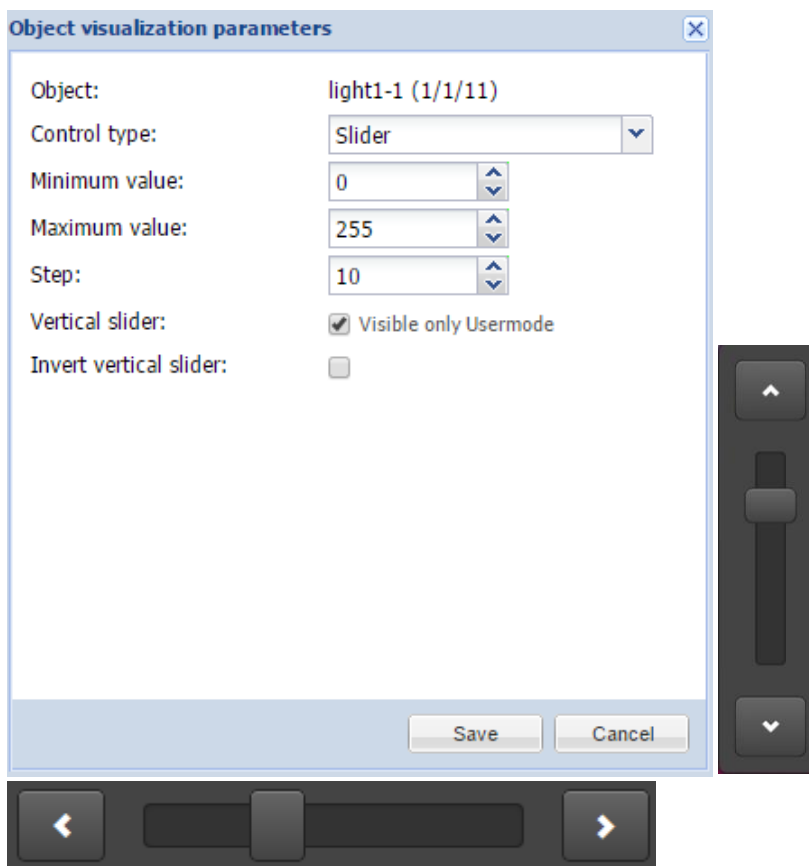 Object visualization parameters
Object: light1-1 (1/1/11)
Control type: Slider
Minimum value: 0
Maximum value: 255
Step: 10
Vertical slider: Visible only Usermode
Invert vertical slider:
Save Cancel